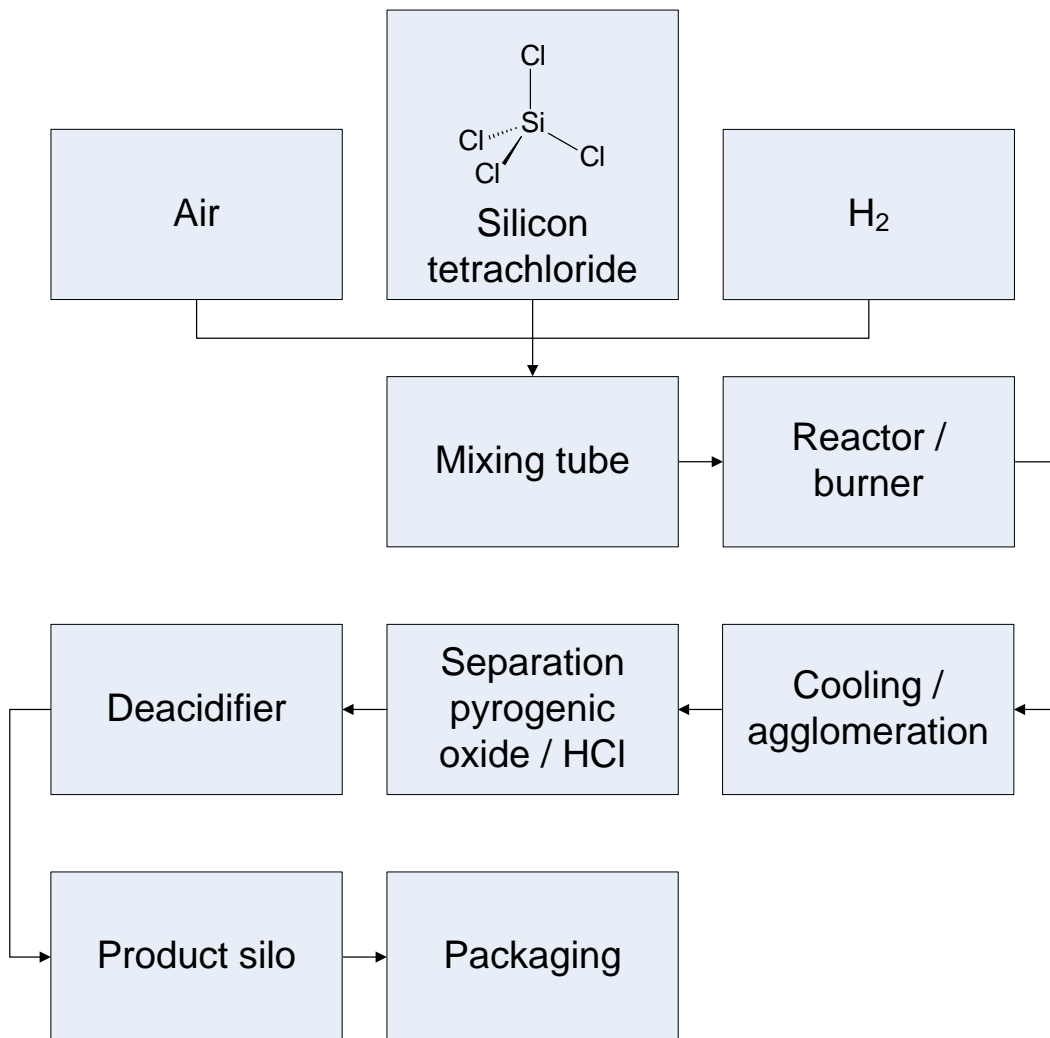 Cl
Si
Cl
Cl
Cl
Air
Silicon
tetrachloride
H₂
Mixing tube
Reactor /
burner
Deacidifier
Separation
pyrogenic
oxide / HCl
Cooling /
agglomeration
Product silo
Packaging